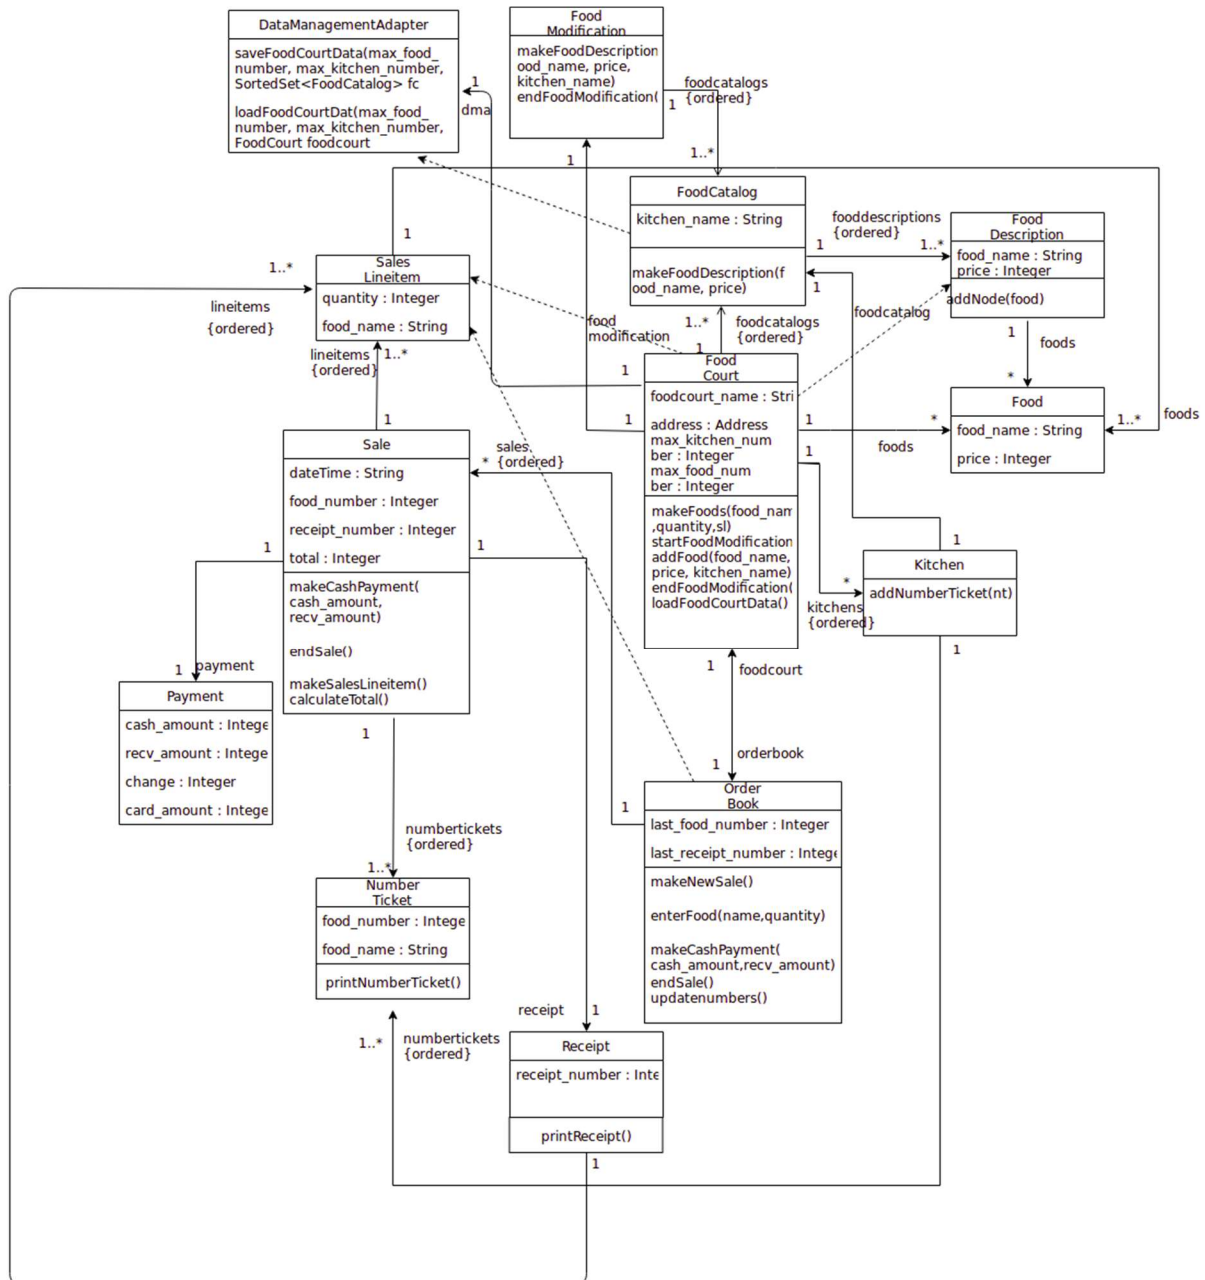 DataManagementAdapter
saveFoodCourtData(max_food_
number, max_kitchen_number,
SortedSet<FoodCatalog> fc
loadFoodCourtDat(max_food_
number, max_kitchen_number,
FoodCourt foodcourt
1
dma
Food
Modification
makeFoodDescription
ood_name, price,
kitchen_name)
endFoodModification(
1
foodcatalogs
{ordered}
1
1..*
FoodCatalog
kitchen_name : String
makeFoodDescription(f
ood_name, price)
fooddescriptions
{ordered}
1
1..*
1
foodcatalog
Food
Description
food_name : String
price : Integer
addNode(food)
1
foods
*
Food
food_name : String
price : Integer
1..*
foods
1
1..*
lineitems
{ordered}
Sales
Lineitem
quantity : Integer
food_name : String
lineitems
{ordered}
1..*
1
food
modification
1..*
foodcatalogs
{ordered}
1
1
1
Food
Court
foodcourt_name : Stri
address : Address
max_kitchen_num
ber : Integer
max_food_num
ber : Integer
makeFoods(food_nam
,quantity,sl)
startFoodModification
addFood(food_name,
price, kitchen_name)
endFoodModification(
loadFoodCourtData()
1
*
foods
1
*
kitchens
{ordered}
1
Kitchen
addNumberTicket(nt)
1
Sale
dateTime : String
food_number : Integer
receipt_number : Integer
total : Integer
makeCashPayment(
cash_amount,
recv_amount)
endSale()
makeSalesLineitem()
calculateTotal()
*
sales
{ordered}
1
1
1
payment
1
Payment
cash_amount : Intege
recv_amount : Intege
change : Integer
card_amount : Intege
1
foodcourt
orderbook
1
1
Order
Book
last_food_number : Integer
last_receipt_number : Intege
makeNewSale()
enterFood(name,quantity)
makeCashPayment(
cash_amount,recv_amount)
endSale()
updatenumbers()
1
numbertickets
{ordered}
1..*
Number
Ticket
food_number : Intege
food_name : String
printNumberTicket()
1..*
numbertickets
{ordered}
receipt
1
Receipt
receipt_number : Inte
printReceipt()
1